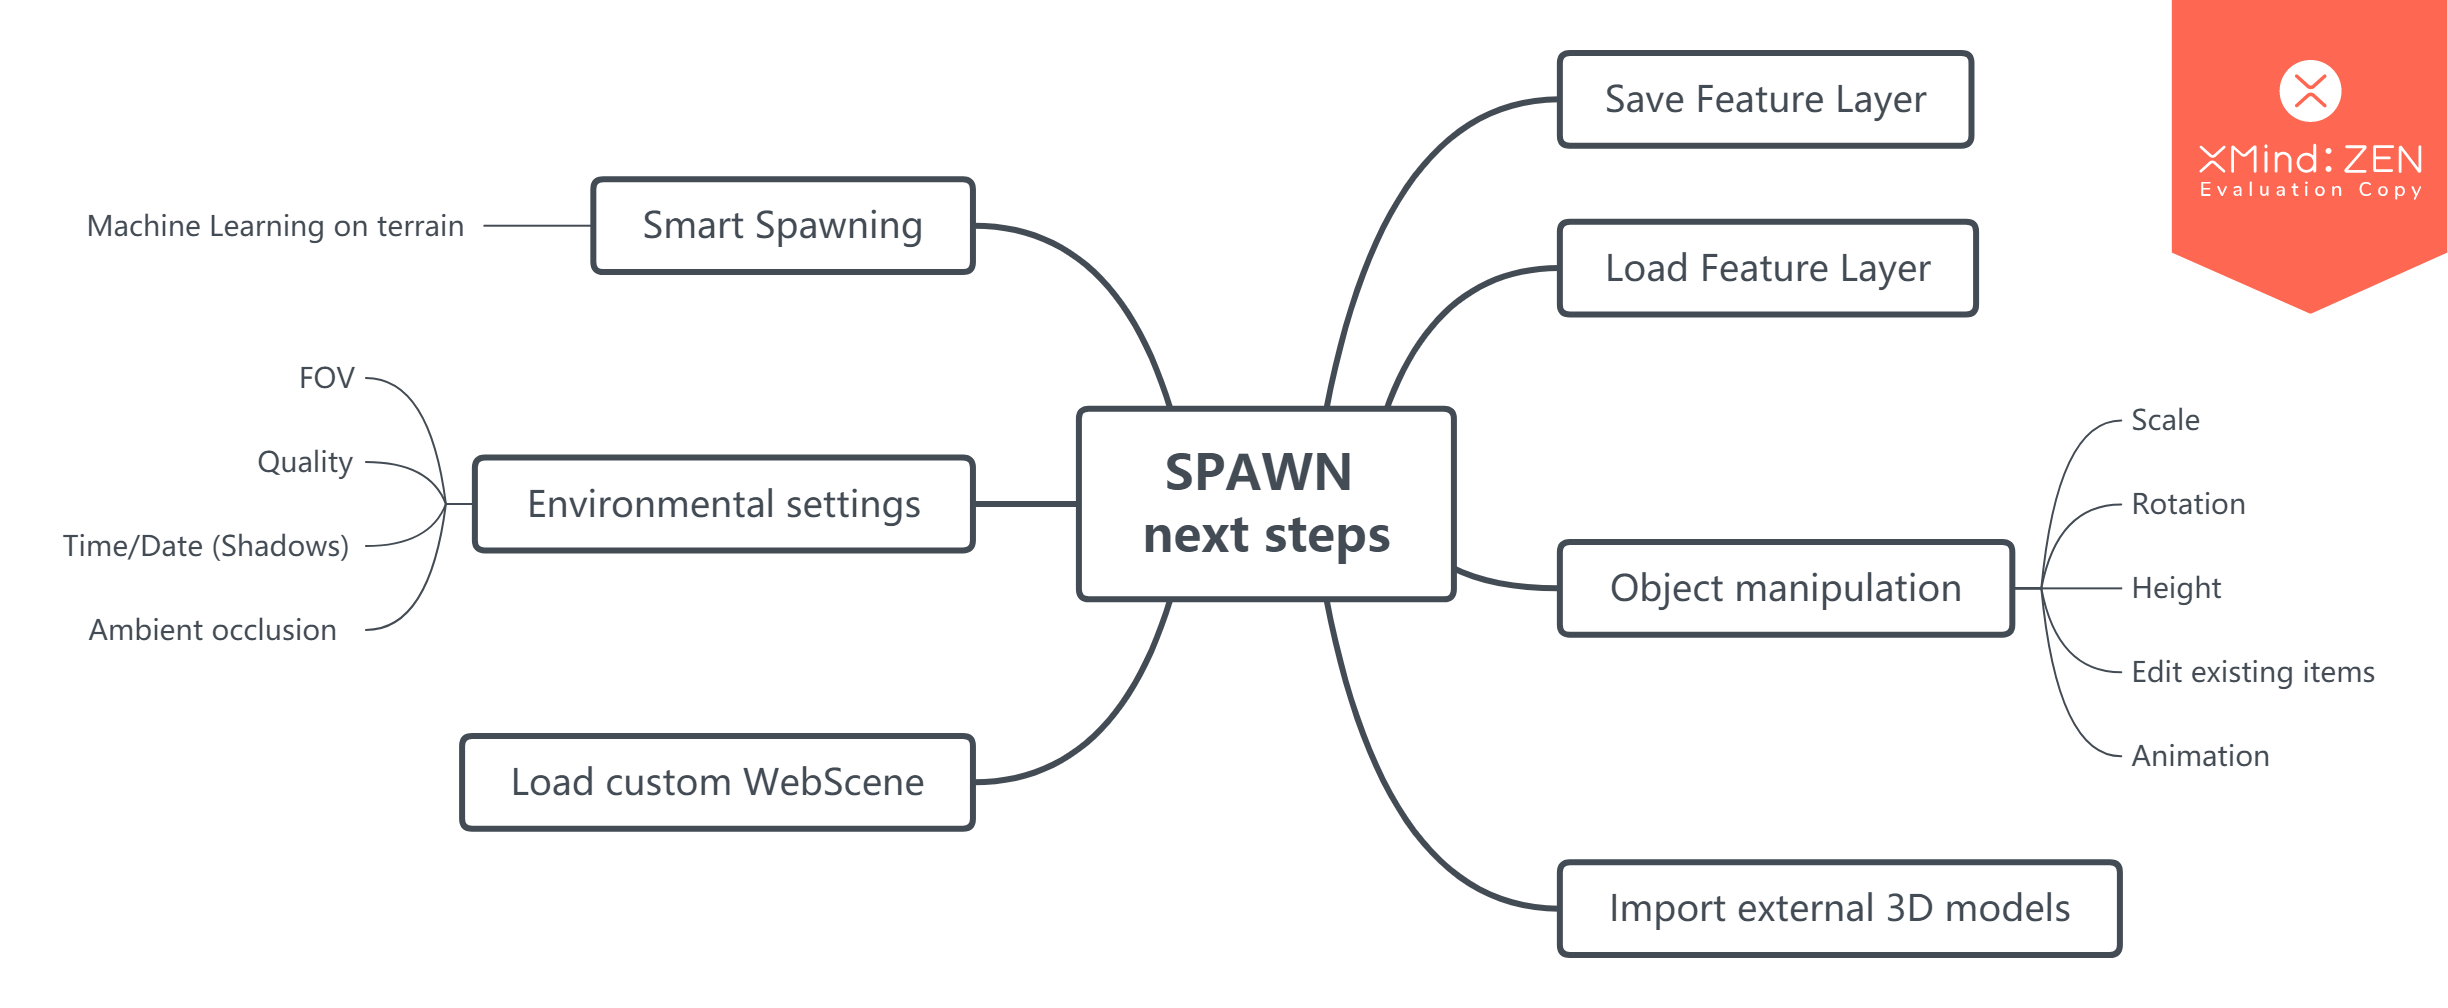 Save Feature Layer
XMind: ZEN
Evaluation Copy
Smart Spawning
Machine Learning on terrain
Load Feature Layer
FOV
Quality
Time/Date (Shadows)
Ambient occlusion
Environmental settings
SPAWN
next steps
Object manipulation
Scale
Rotation
Height
Edit existing items
Animation
Load custom WebScene
Import external 3D models